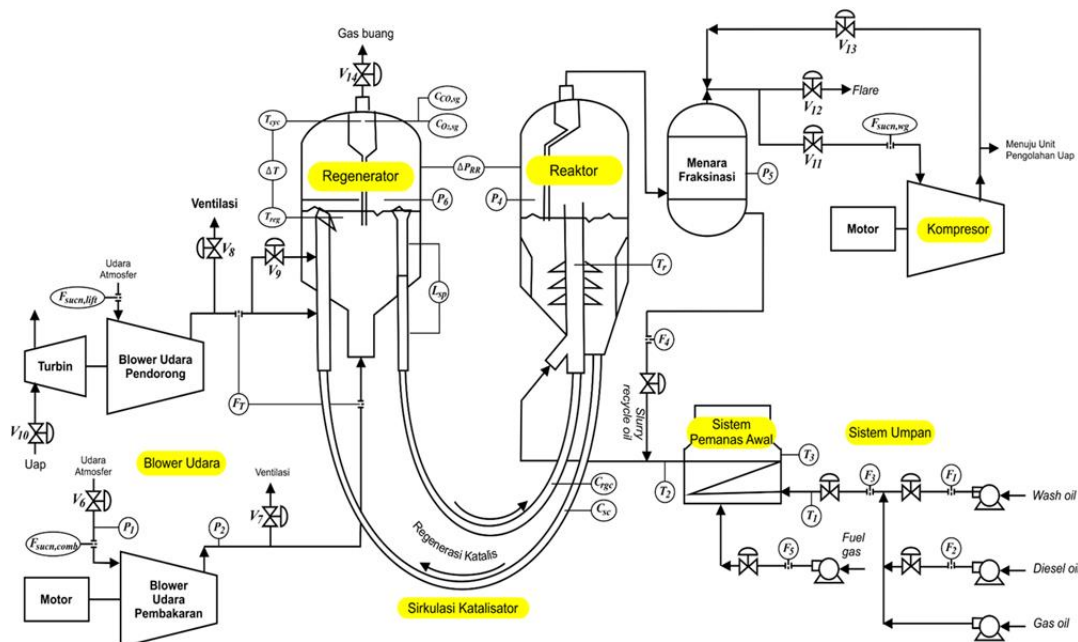 Gas buang
V14
V13
Tcyc
CCO,sg
CO2,sg
V12
Flare
Fsucn,wg
V11
Menuju Unit
Pengolahan Uap
ΔT
Regenerator
ΔPRR
Reaktor
Menara
Fraksinasi
P5
Treg
P6
P4
Motor
Kompresor
Ventilasi
V8
V9
Udara
Atmosfer
Fsucn,lift
Tr
Lsp
Turbin
Blower Udara
Pendorong
F4
FT
Slurry
recycle oil
V10
Uap
Sistem
Pemanas Awal
Sistem Umpan
T3
Blower Udara
Udara
Atmosfer
Ventilasi
V6
V7
P1
P2
Fsucn,comb
Crgc
Csc
T2
T1
F3
F1
Wash oil
Regenerasi Katalis
Fuel
gas
F5
F2
Diesel oil
Motor
Blower
Udara
Pembakaran
Sirkulasi Katalisator
Gas oil